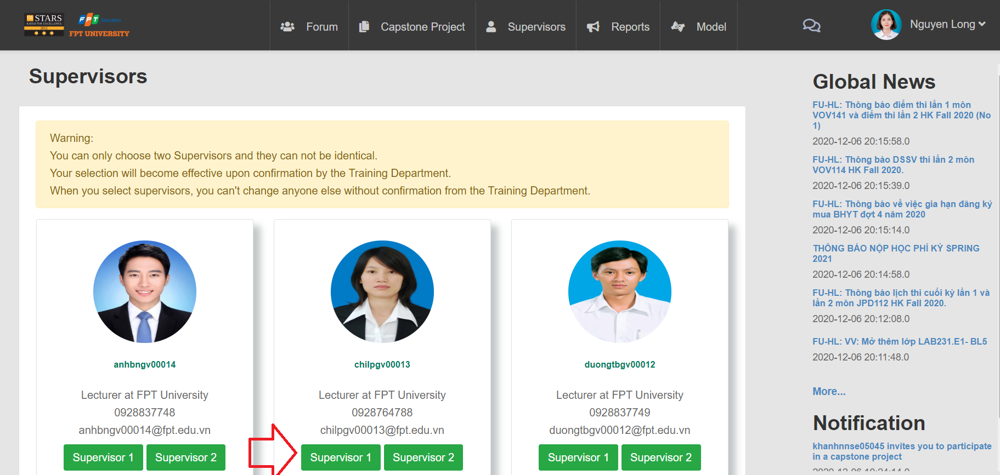 STARS
RATED FOR EXCELLENCE
2012
FPT Education
FPT UNIVERSITY
Forum
Capstone Project
Supervisors
Reports
Model
Nguyen Long
Supervisors
Warning:
You can only choose two Supervisors and they can not be identical.
Your selection will become effective upon confirmation by the Training Department.
When you select supervisors, you can't change anyone else without confirmation from the Training Department.
anhbngv00014
Lecturer at FPT University
0928837748
anhbngv00014@fpt.edu.vn
Supervisor 1
Supervisor 2
chilpgv00013
Lecturer at FPT University
0928764788
chilpgv00013@fpt.edu.vn
Supervisor 1
Supervisor 2
duongtbgv00012
Lecturer at FPT University
0928837749
duongtbgv00012@fpt.edu.vn
Supervisor 1
Supervisor 2
Global News
FU-HL: Thông báo điểm thi lần 1 môn
VOV141 và điểm thi lần 2 HK Fall 2020 (No
1)
2020-12-06 20:15:58.0
FU-HL: Thông báo DSSV thi lần 2 môn
VOV114 HK Fall 2020.
2020-12-06 20:15:39.0
FU-HL: Thông báo về việc gia hạn đăng ký
mua BHYT đợt 4 năm 2020
2020-12-06 20:15:14.0
THÔNG BÁO NỘP HỌC PHÍ KỲ SPRING
2021
2020-12-06 20:14:58.0
FU-HL: Thông báo lịch thi cuối kỳ lần 1 và
lần 2 môn JPD112 HK Fall 2020.
2020-12-06 20:12:08.0
FU-HL: VV: Mở thêm lớp LAB231.E1- BL5
2020-12-06 20:11:48.0
More...
Notification
khanhnnse05045 invites you to participate
in a capstone project